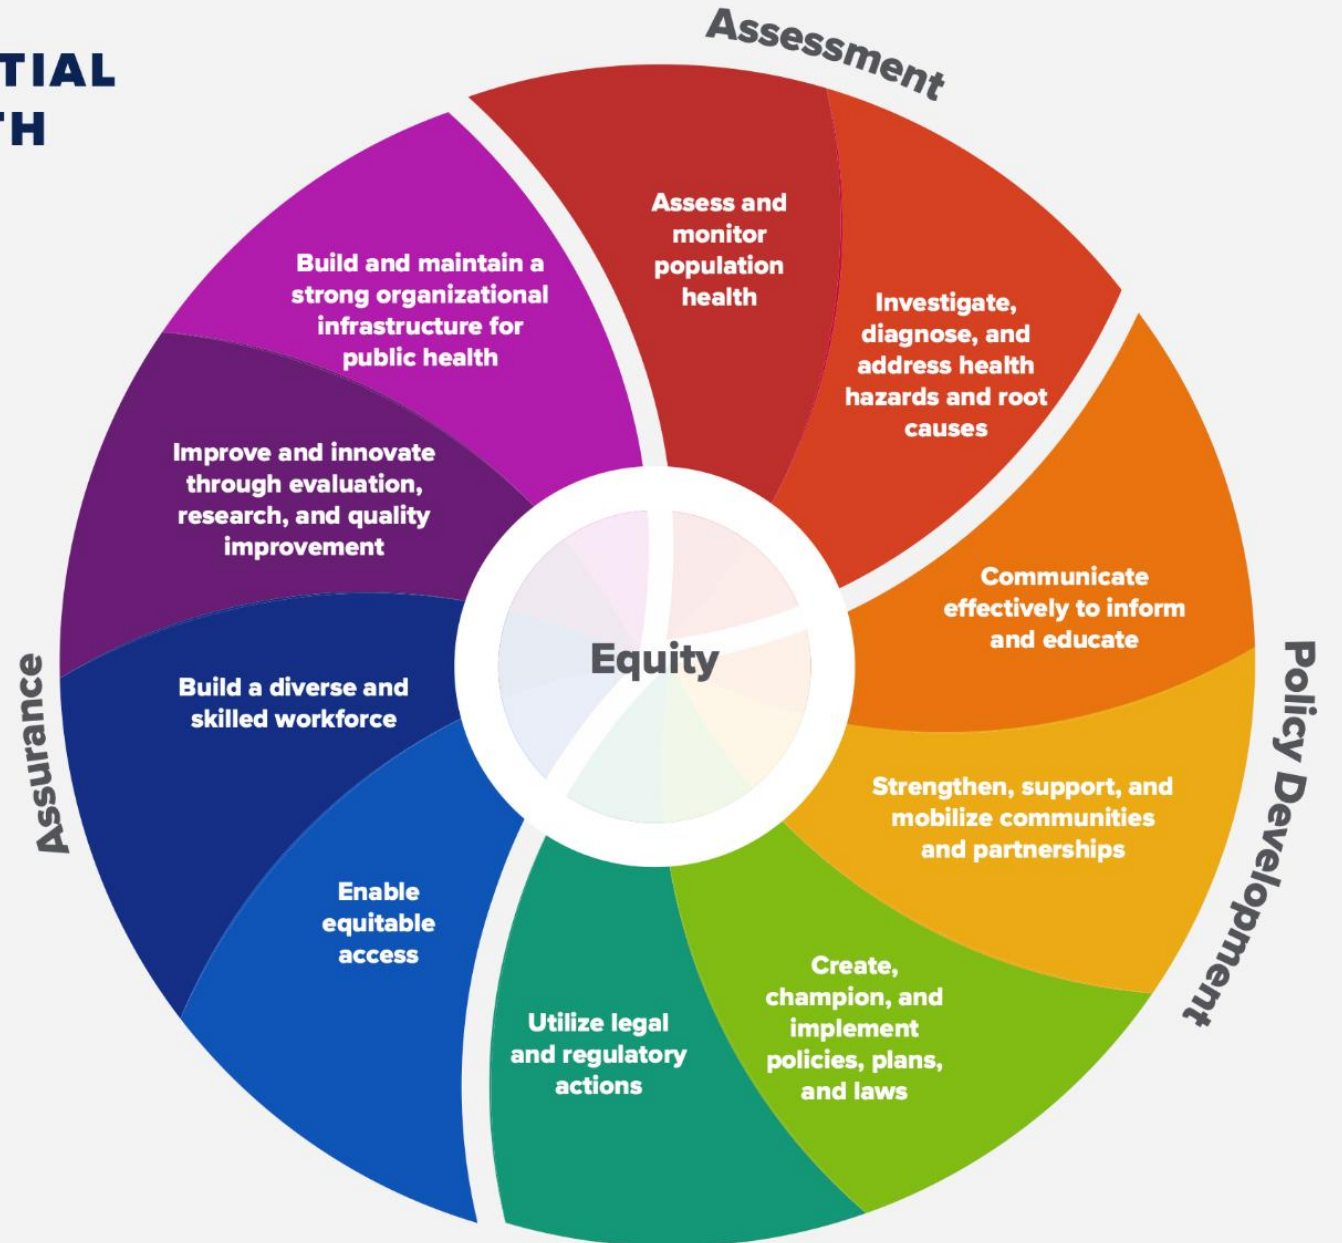 TIAL
TH
Assessment
Assess and
monitor
population
health
Investigate,
diagnose, and
address health
hazards and root
causes
Communicate
effectively to inform
and educate
Strengthen, support, and
mobilize communities
and partnerships
Policy Development
Create,
champion, and
implement
policies, plans,
and laws
Utilize legal
and regulatory
actions
Enable
equitable
access
Build a diverse and
skilled workforce
Assurance
Improve and innovate
through evaluation,
research, and quality
improvement
Build and maintain a
strong organizational
infrastructure for
public health
Equity